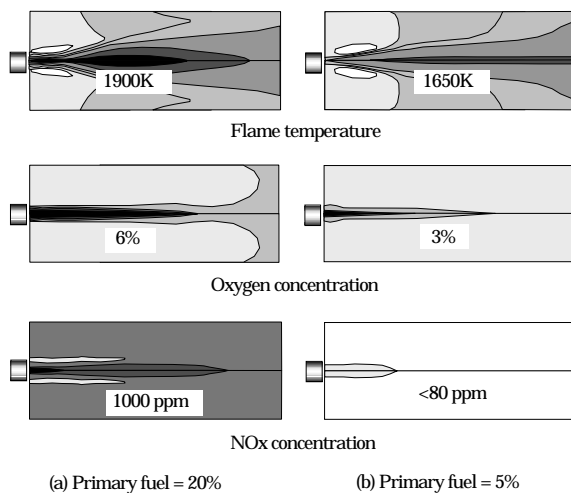 1900K 1650K
Flame temperature
6% 3%
Oxygen concentration
1000 ppm <80 ppm
NOx concentration
(a) Primary fuel = 20% (b) Primary fuel = 5%